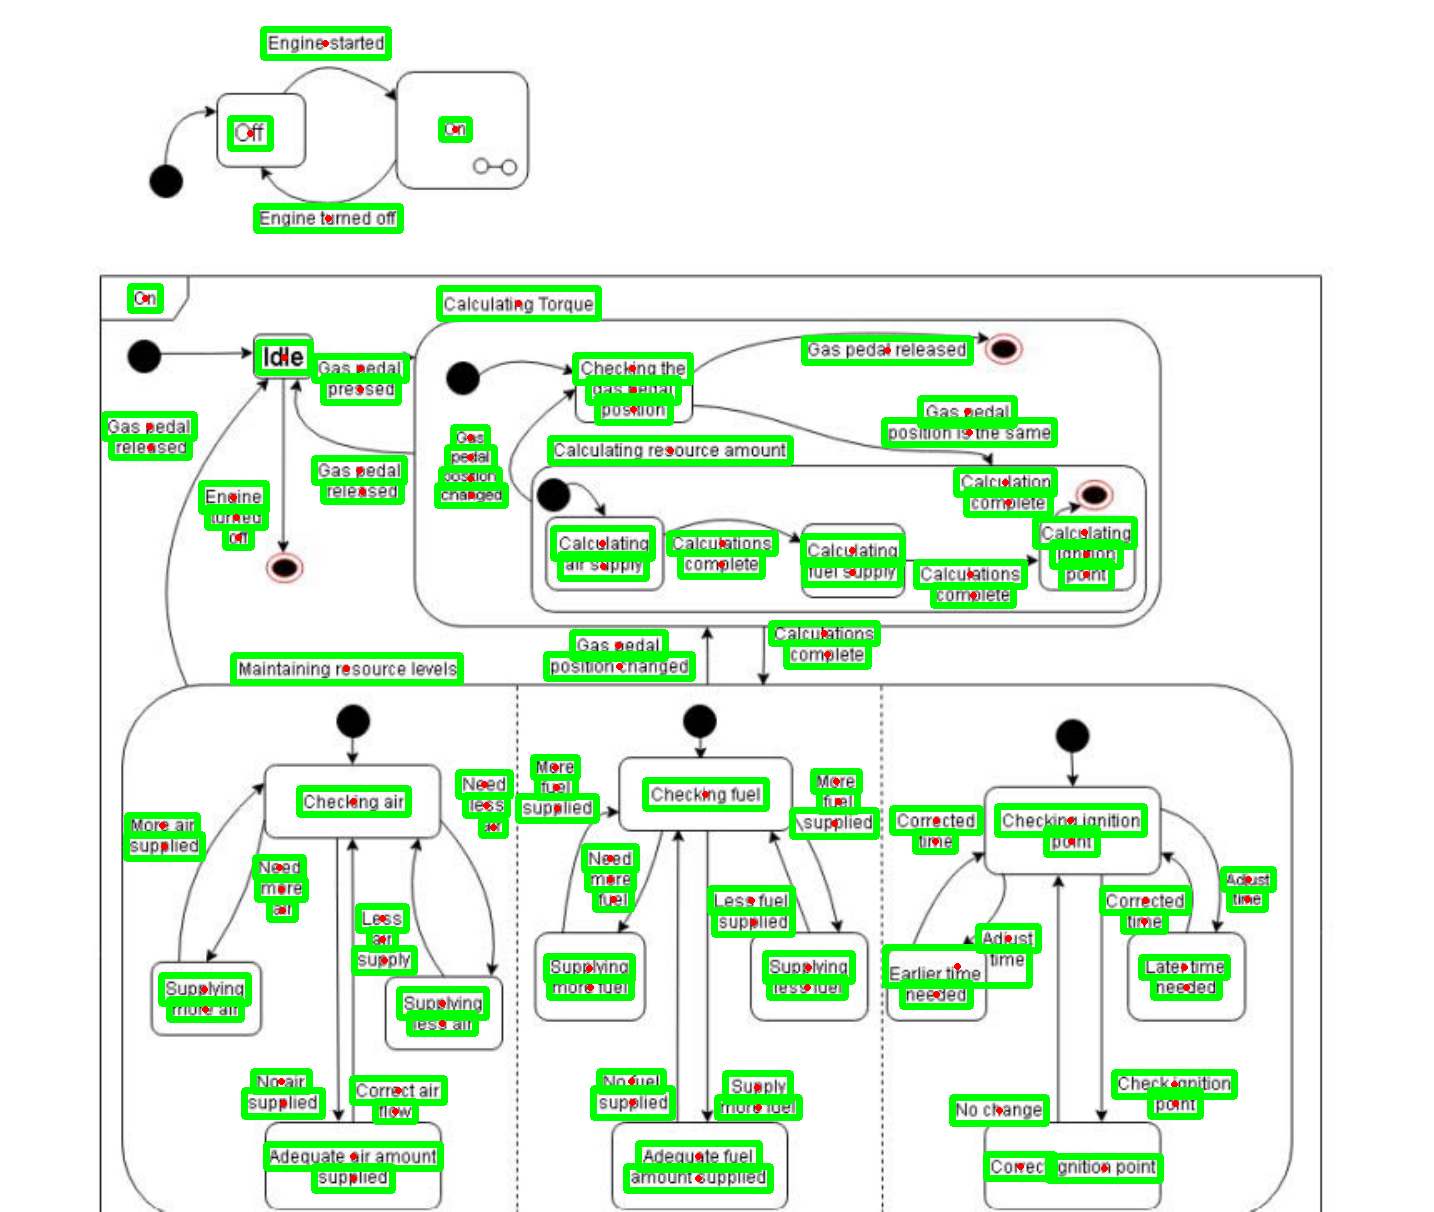 Engine started
Off
On
Engine turned off
On
Calculating Torque
Idle
Gas pedal
pressed
Gas pedal
released
Gas pedal
released
Engine
turned
off
Checking the
gas pedal
position
Gas pedal released
Gas pedal
position is the same
Gas
pedal
position
changed
Calculating resource amount
Calculating
air supply
Calculations
complete
Calculating
fuel supply
Calculations
complete
Calculation
complete
Calculating
ignition
point
Gas pedal
position changed
Calculations
complete
Maintaining resource levels
Checking air
More air
supplied
Need
more
air
Need
less
air
Less
air
supply
Supplying
more air
Supplying
less air
No air
supplied
Correct air
flow
Adequate air amount
supplied
Checking fuel
More
fuel
supplied
Need
more
fuel
More
fuel
\supplied
Less fuel
supplied
Supplying
more fuel
Supplying
less fuel
No fuel
supplied
Supply
more fuel
Adequate fuel
amount supplied
Checking ignition
point
Corrected
time
Adjust
time
Corrected
time
Adjust
time
Earlier time
needed
Later time
needed
No change
Check ignition
point
Correct ignition point